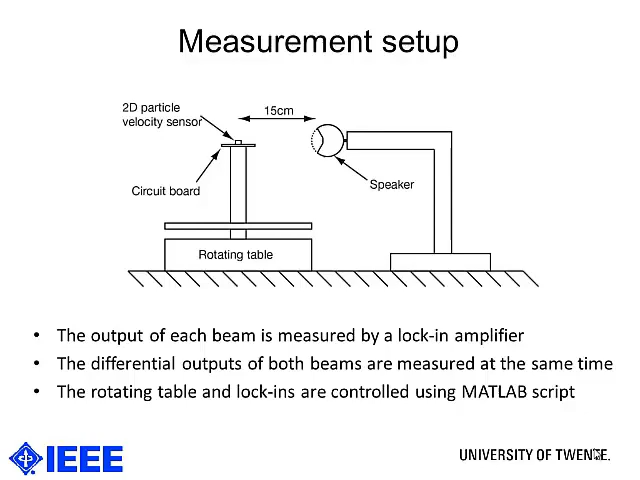 Measurement setup
2D particle
velocity sensor
15cm
Circuit board
Speaker
Rotating table
• The output of each beam is measured by a lock-in amplifier
• The differential outputs of both beams are measured at the same time
• The rotating table and lock-ins are controlled using MATLAB script
IEEE
UNIVERSITY OF TWENTE.